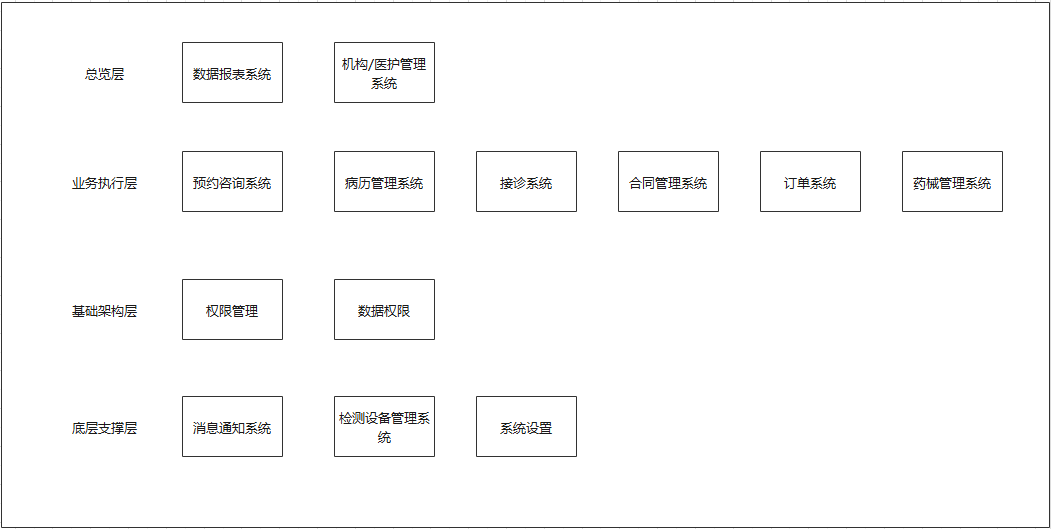 总览层
数据报表系统
机构/医护管理
系统
业务执行层
预约咨询系统
病历管理系统
接诊系统
合同管理系统
订单系统
药械管理系统
基础架构层
权限管理
数据权限
底层支撑层
消息通知系统
检测设备管理系
统
系统设置